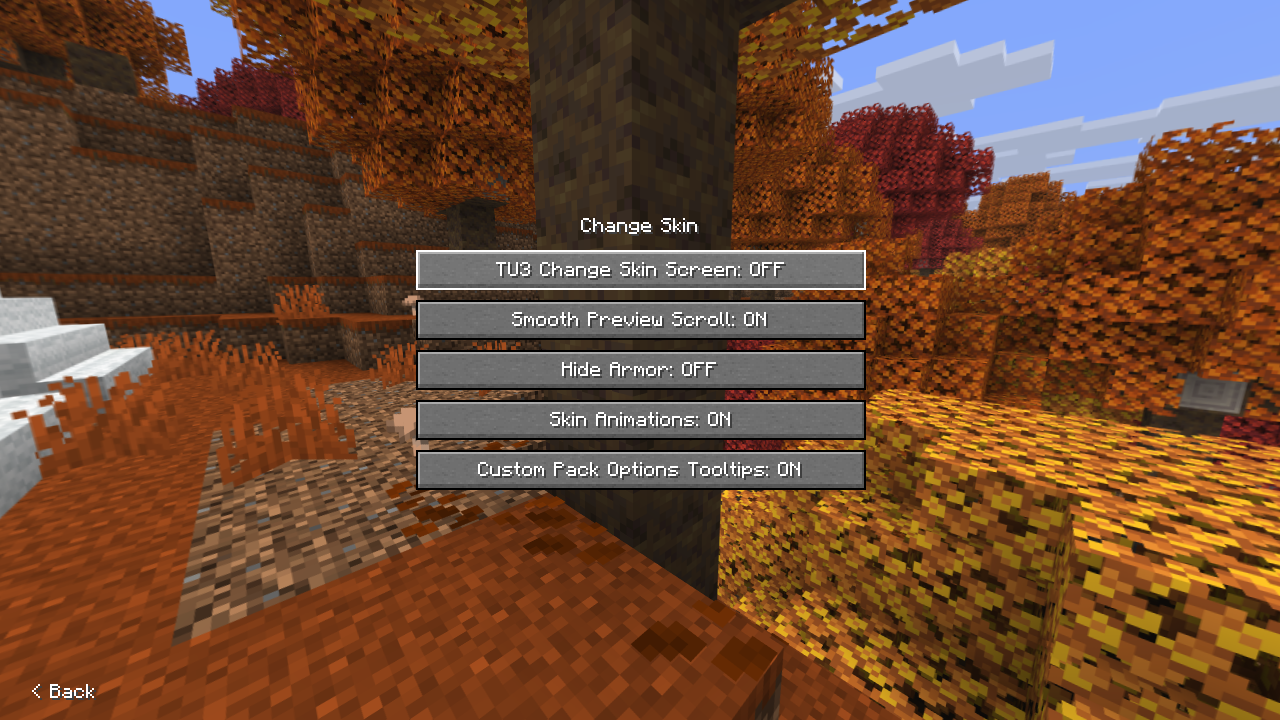 Change Skin
TU3 Change Skin Screen: OFF
Smooth Preview Scroll: ON
Hide Armor: OFF
Skin Animations: ON
Custom Pack Options Tooltips: ON
< Back